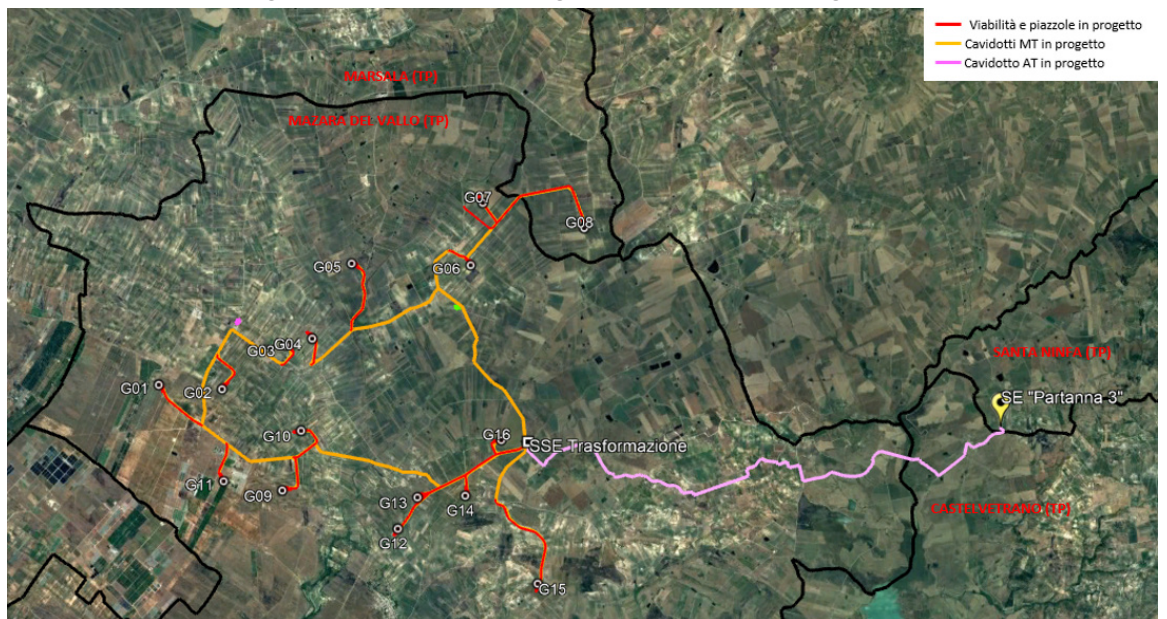 Viabilità e piazzole in progetto
Cavidotti MT in progetto
Cavidotto AT in progetto
MARSALA (TP)
MAZARA DEL VALLO (TP)
G07
G08
G05
G06
G03
G04
SANTA NINFA (TP)
G01
G02
SE "Partanna 3"
G10
G16
SSE Trasformazione
G11
G09
G13
G14
CASTELVETRANO (TP)
G12
G15